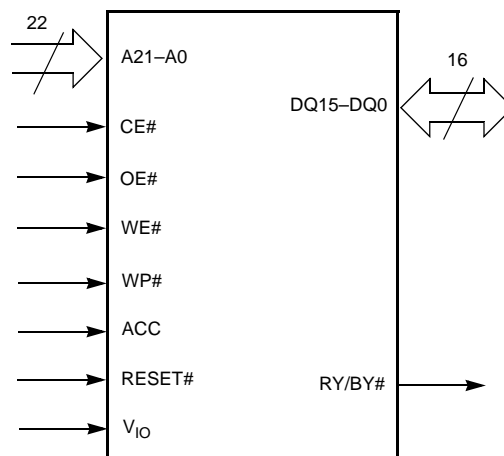 22
A21–A0
16
DQ15–DQ0
CE#
OE#
WE#
WP#
ACC
RESET#
RY/BY#
VIO